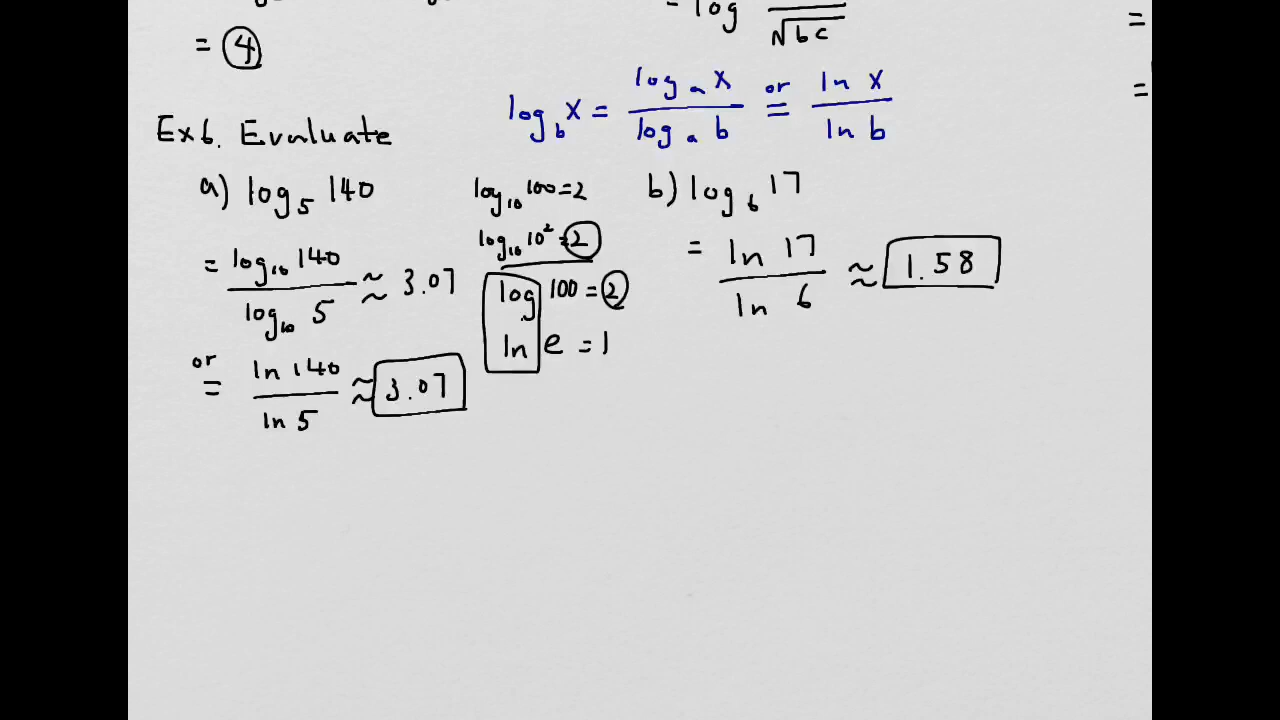 = 4
= log / √bc
=
=
log_b x = log_a x / log_a b or = ln x / ln b
Ex6. Evaluate
a) log_5 140
= log_10 140 / log_10 5 ≈ 3.07
or = ln 140 / ln 5 ≈ 3.07
log_10 100 = 2
log_10 10^2 = 2
log 100 = 2
ln e = 1
b) log_6 17
= ln 17 / ln 6 ≈ 1.58